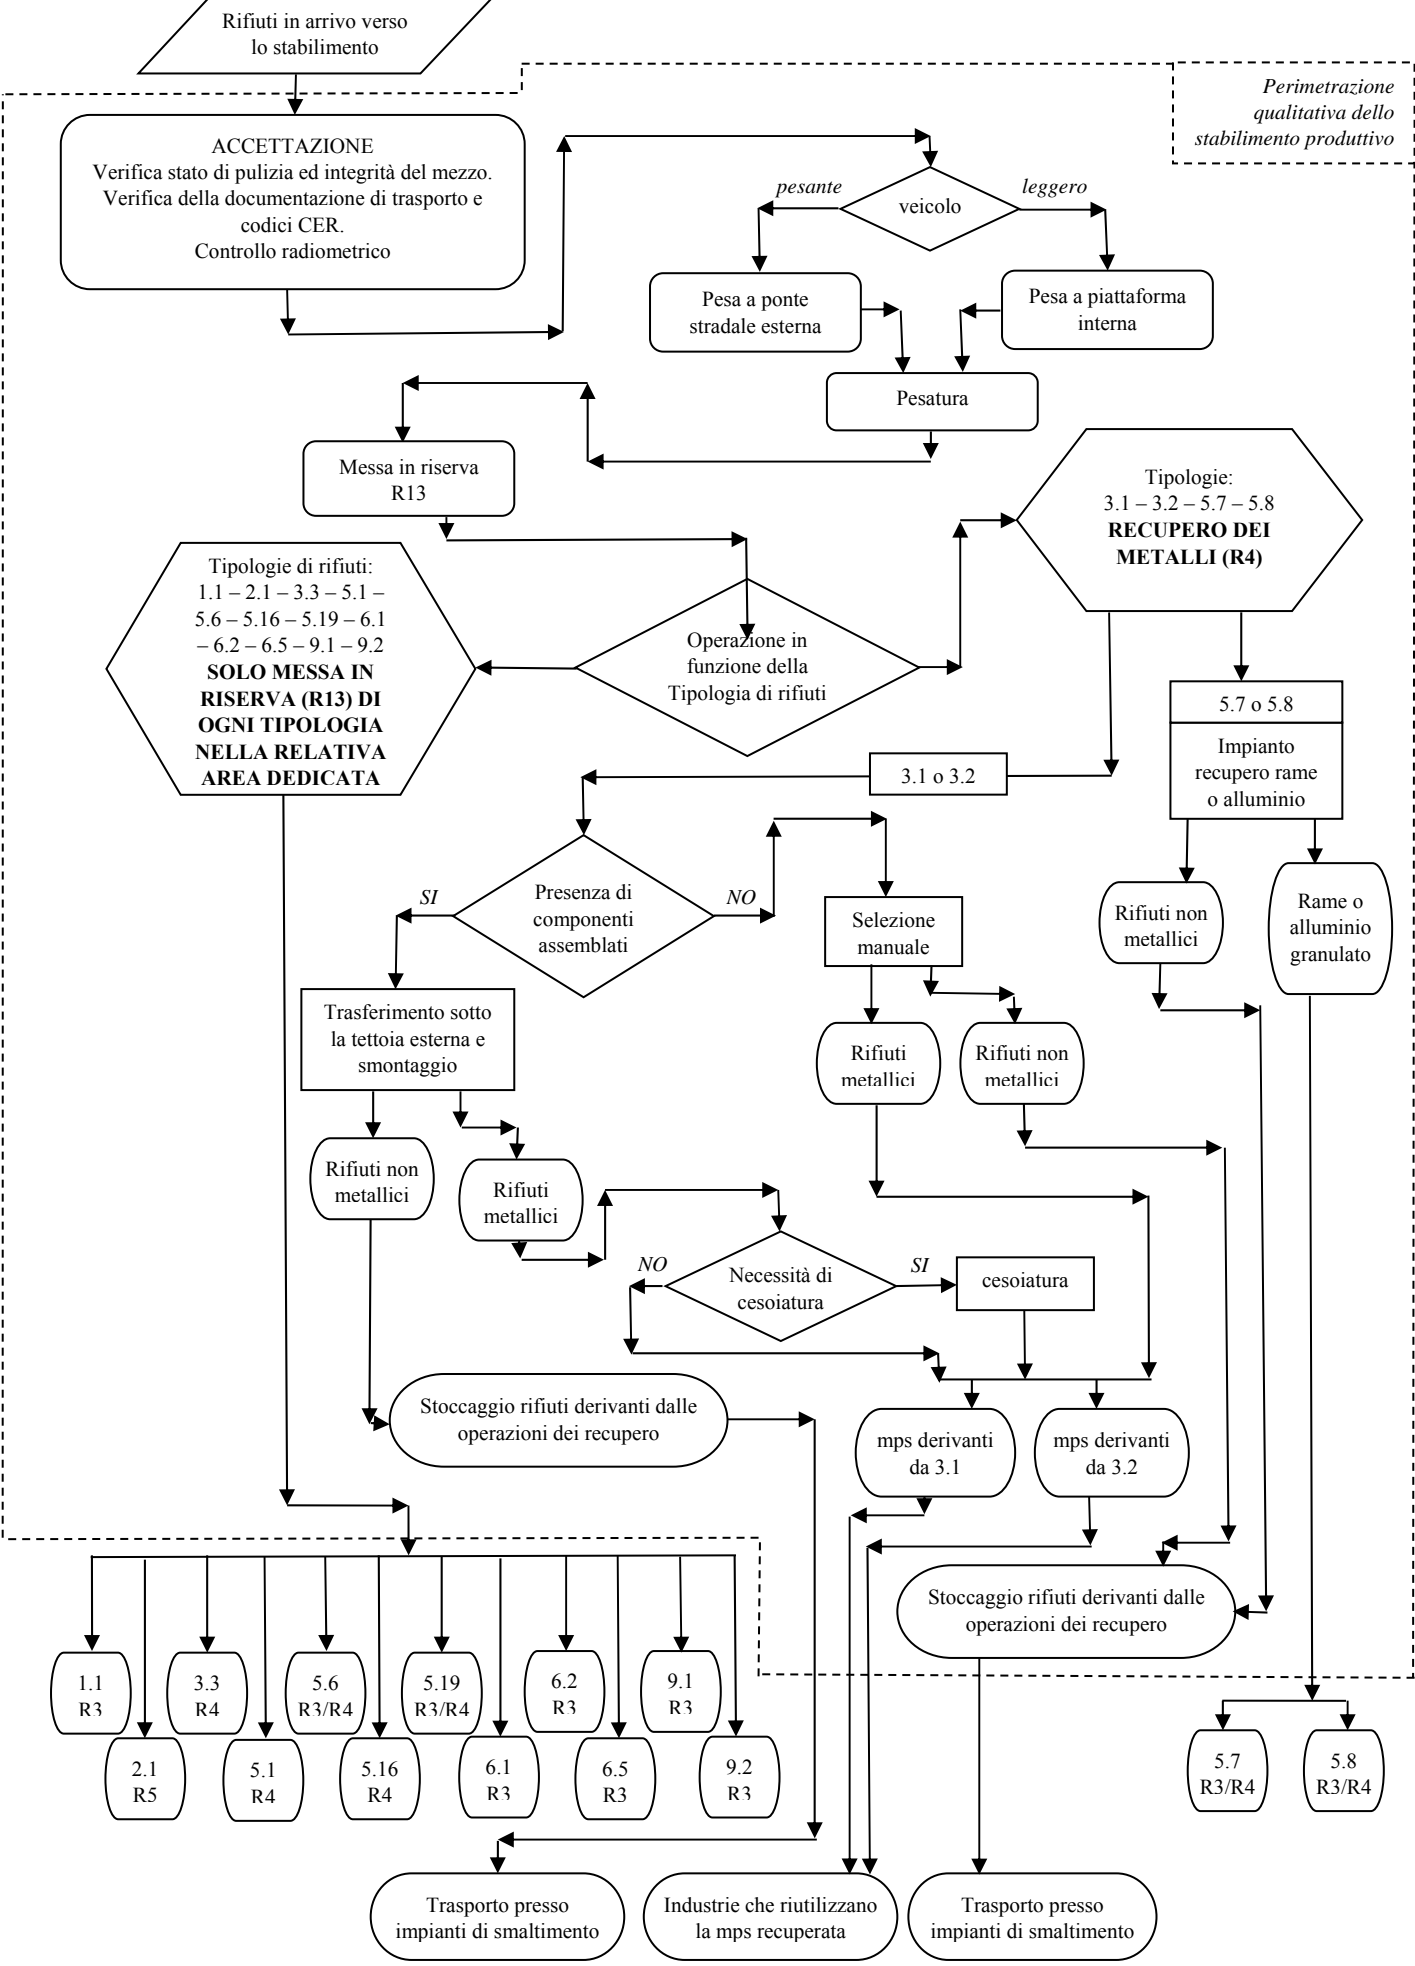 Rifiuti in arrivo verso
lo stabilimento
Perimetrazione
qualitativa dello
stabilimento produttivo
ACCETTAZIONE
Verifica stato di pulizia ed integrità del mezzo.
Verifica della documentazione di trasporto e
codici CER.
Controllo radiometrico
pesante
leggero
veicolo
Pesa a ponte
stradale esterna
Pesa a piattaforma
interna
Pesatura
Messa in riserva
R13
Tipologie:
3.1 – 3.2 – 5.7 – 5.8
RECUPERO DEI
METALLI (R4)
Tipologie di rifiuti:
1.1 – 2.1 – 3.3 – 5.1 –
5.6 – 5.16 – 5.19 – 6.1
– 6.2 – 6.5 – 9.1 – 9.2
SOLO MESSA IN
RISERVA (R13) DI
OGNI TIPOLOGIA
NELLA RELATIVA
AREA DEDICATA
Operazione in
funzione della
Tipologia di rifiuti
5.7 o 5.8
Impianto
recupero rame
o alluminio
3.1 o 3.2
SI
Presenza di
componenti
assemblati
NO
Selezione
manuale
Rifiuti non
metallici
Rame o
alluminio
granulato
Trasferimento sotto
la tettoia esterna e
smontaggio
Rifiuti
metallici
Rifiuti non
metallici
Rifiuti non
metallici
Rifiuti
metallici
NO
Necessità di
cesoiatura
SI
cesoiatura
Stoccaggio rifiuti derivanti dalle
operazioni dei recupero
mps derivanti
da 3.1
mps derivanti
da 3.2
Stoccaggio rifiuti derivanti dalle
operazioni dei recupero
1.1
R3
3.3
R4
5.6
R3/R4
5.19
R3/R4
6.2
R3
9.1
R3
2.1
R5
5.1
R4
5.16
R4
6.1
R3
6.5
R3
9.2
R3
5.7
R3/R4
5.8
R3/R4
Trasporto presso
impianti di smaltimento
Industrie che riutilizzano
la mps recuperata
Trasporto presso
impianti di smaltimento